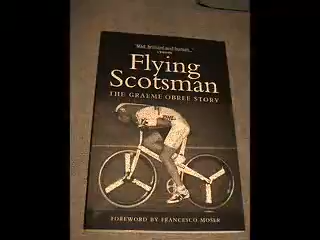 "Mad, brilliant and human..."
Flying
Scotsman
THE GRAEME OBREE STORY
FOREWORD BY FRANCESCO MOSER